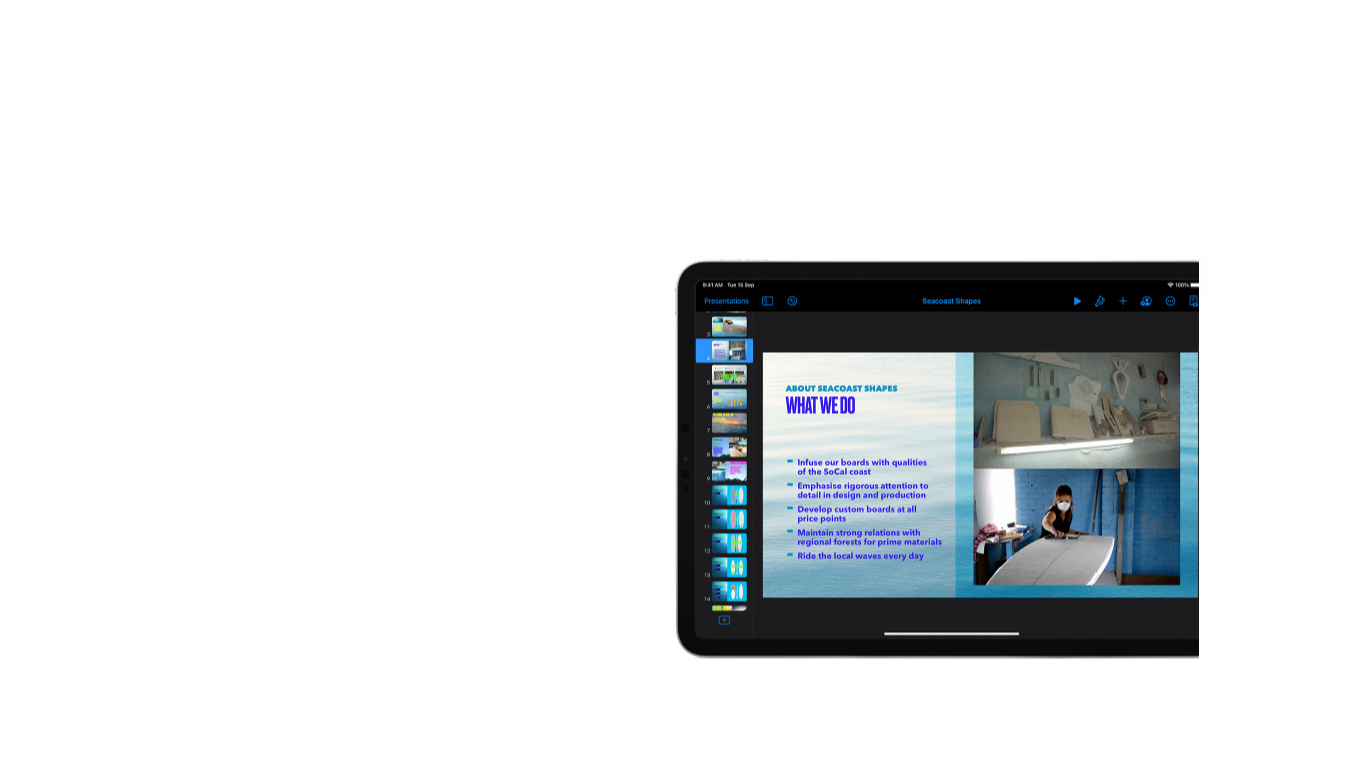 9:41 AM Tue 15 Sep
100%
Presentations
Seacoast Shapes
3
4
5
6
7
8
9
10
11
12
13
14
ABOUT SEACOAST SHAPES
WHAT WE DO
Infuse our boards with qualities
of the SoCal coast
Emphasise rigorous attention to
detail in design and production
Develop custom boards at all
price points
Maintain strong relations with
regional forests for prime materials
Ride the local waves every day